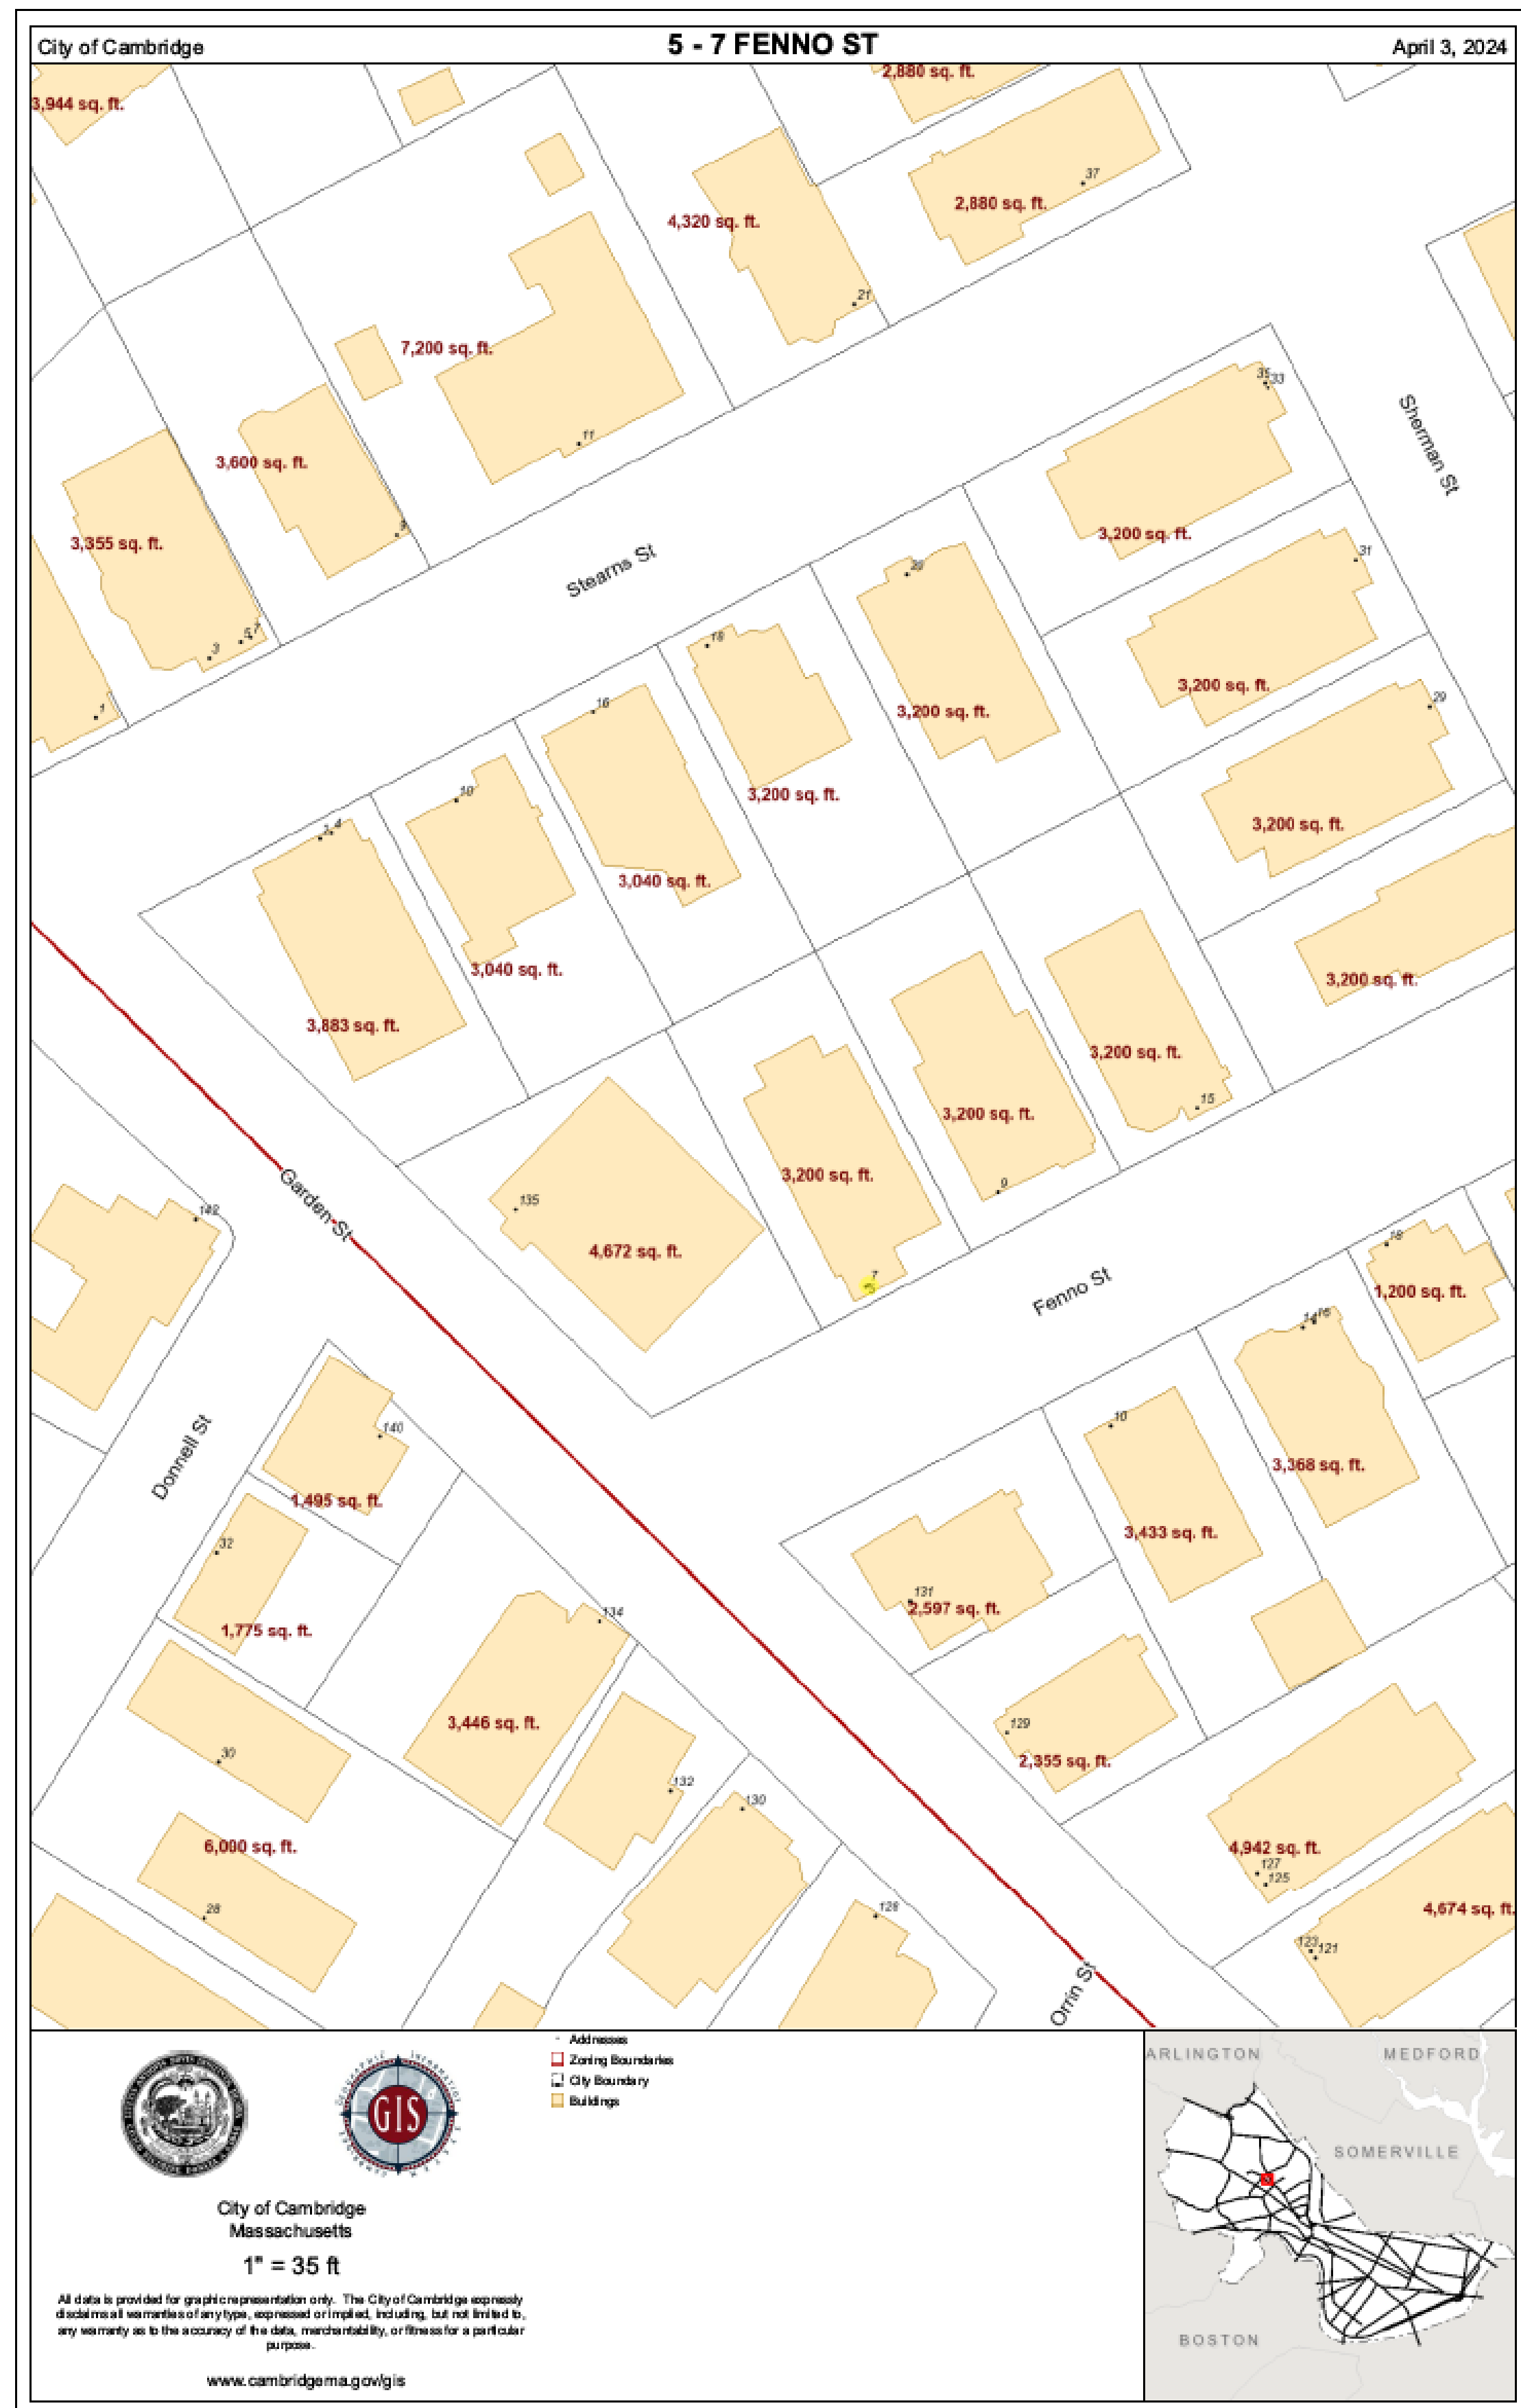 City of Cambridge
5 - 7 FENNO ST
April 3, 2024
2,880 sq. ft.
3,944 sq. ft.
37
2,880 sq. ft.
4,320 sq. ft.
21
7,200 sq. ft.
35
33
Sherman St
11
3,600 sq. ft.
9
3,200 sq. ft.
3,355 sq. ft.
31
Stearns St
5
7
3
18
3,200 sq. ft.
3,200 sq. ft.
29
16
1
10
3,200 sq. ft.
3,200 sq. ft.
4
3,040 sq. ft.
3,040 sq. ft.
3,200 sq. ft.
3,883 sq. ft.
3,200 sq. ft.
15
3,200 sq. ft.
3,200 sq. ft.
Garden St
9
135
142
4,672 sq. ft.
7
5
Fenno St
18
1,200 sq. ft.
14
16
10
140
Donnell St
3,368 sq. ft.
1,495 sq. ft.
3,433 sq. ft.
32
131
2,597 sq. ft.
134
1,775 sq. ft.
3,446 sq. ft.
129
2,355 sq. ft.
30
132
130
6,000 sq. ft.
4,942 sq. ft.
127
125
28
128
4,674 sq. ft.
123
121
Orrin St
Addresses
Zoning Boundaries
City Boundary
Buildings
GIS
City of Cambridge
Massachusetts
1" = 35 ft
All data is provided for graphic representation only. The City of Cambridge expressly
disclaims all warranties of any type, expressed or implied, including, but not limited to,
any warranty as to the accuracy of the data, merchantability, or fitness for a particular
purpose.
www.cambridgema.gov/gis
ARLINGTON
MEDFORD
SOMERVILLE
BOSTON